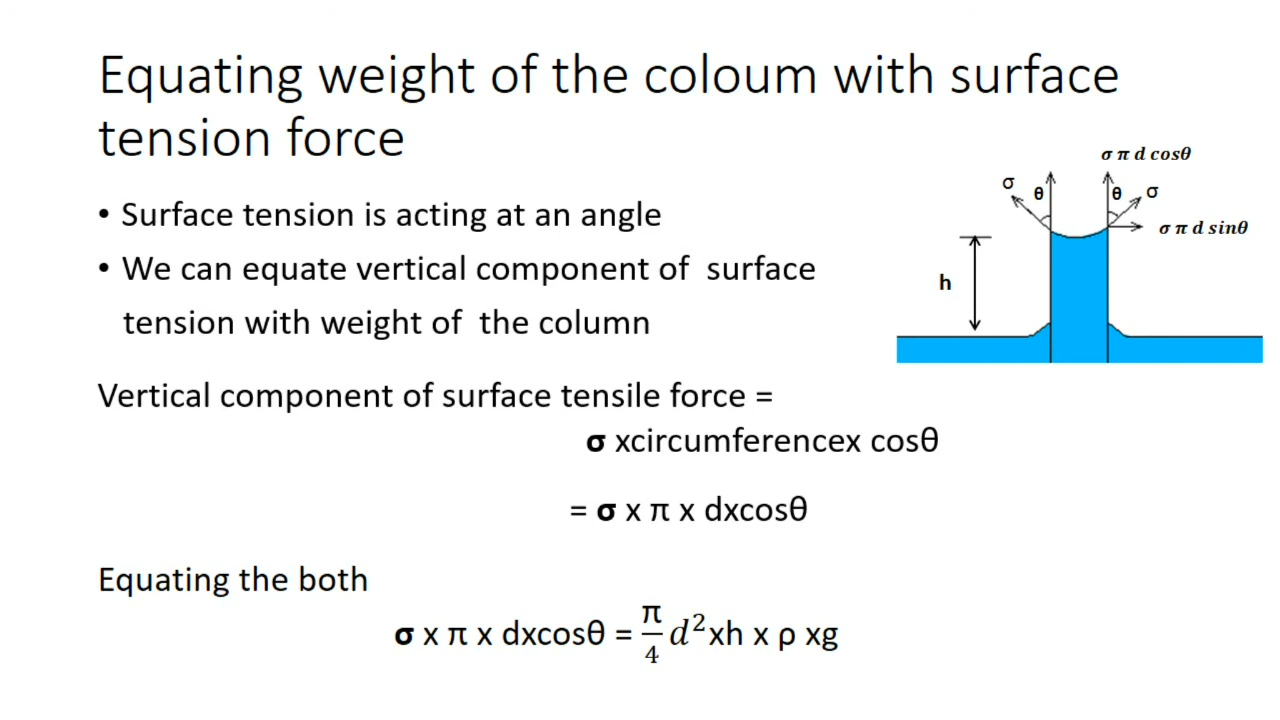 Equating weight of the coloum with surface
tension force
• Surface tension is acting at an angle
• We can equate vertical component of surface
tension with weight of the column
Vertical component of surface tensile force =
σ xcircumferencex cosθ
= σ x π x dxcosθ
Equating the both
σ x π x dxcosθ = π/4 d² xh x ρ xg
σ π d cosθ
σ θ θ σ
σ π d sinθ
h